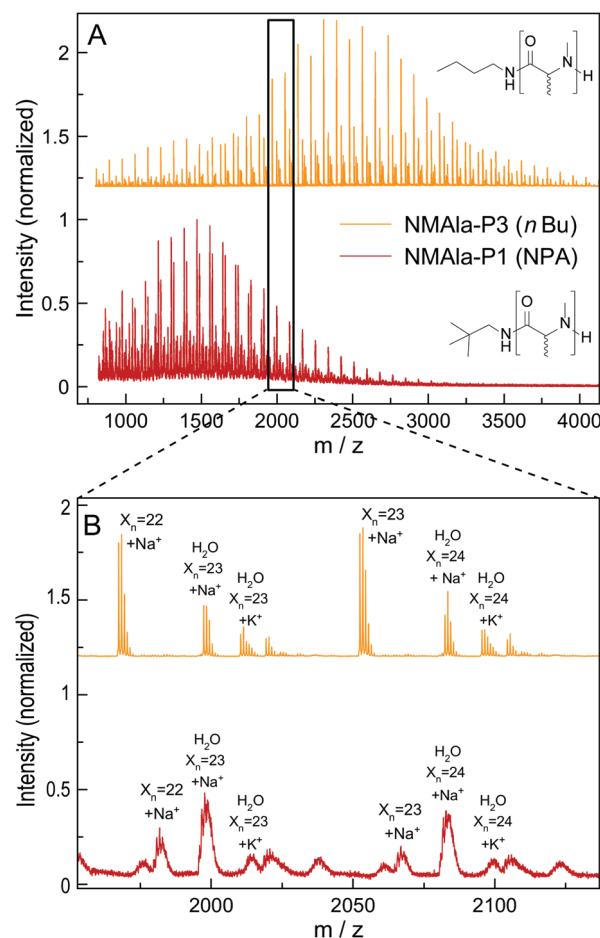 A
2
1.5
1
0.5
0
Intensity (normalized)
O
N
NH
H
NMAla-P3 (nBu)
NMAla-P1 (NPA)
O
N
NH
H
1000 1500 2000 2500 3000 3500 4000
m / z
B
2
1.5
1
0.5
0
Intensity (normalized)
Xn=22
+Na+
H2O
Xn=23
+Na+
H2O
Xn=23
+K+
Xn=23
+Na+
H2O
Xn=24
+Na+
H2O
Xn=24
+K+
Xn=22
+Na+
H2O
Xn=23
+Na+
H2O
Xn=23
+K+
Xn=23
+Na+
H2O
Xn=24
+Na+
H2O
Xn=24
+K+
2000 2050 2100
m / z